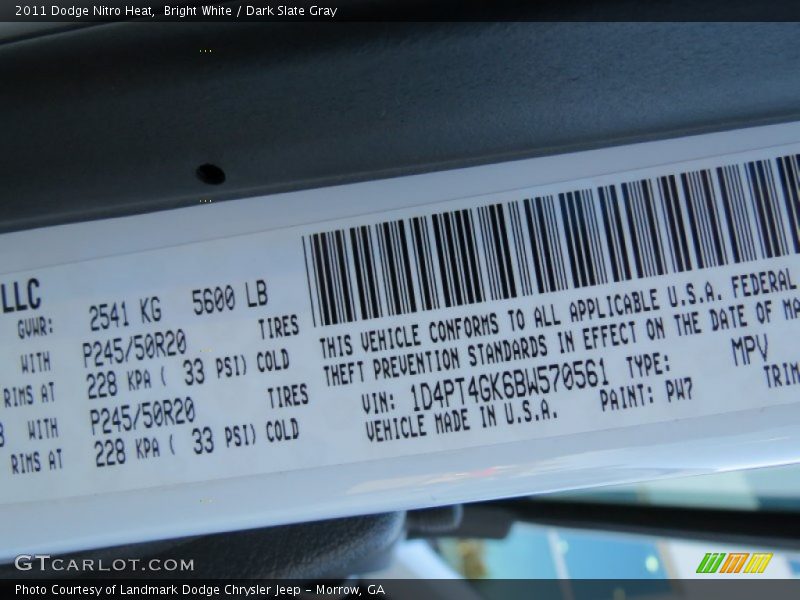 2011 Dodge Nitro Heat,  Bright White / Dark Slate Gray
LLC
GVWR: 2541 KG 5600 LB
WITH P245/50R20 TIRES
RIMS AT 228 KPA ( 33 PSI) COLD
WITH P245/50R20 TIRES
RIMS AT 228 KPA ( 33 PSI) COLD
THIS VEHICLE CONFORMS TO ALL APPLICABLE U.S.A. FEDERAL
THEFT PREVENTION STANDARDS IN EFFECT ON THE DATE OF MA
VIN: 1D4PT4GK6BW570561 TYPE: MPV
VEHICLE MADE IN U.S.A. PAINT: PW7 TRIM
GTCARLOT.COM
Photo Courtesy of Landmark Dodge Chrysler Jeep - Morrow, GA